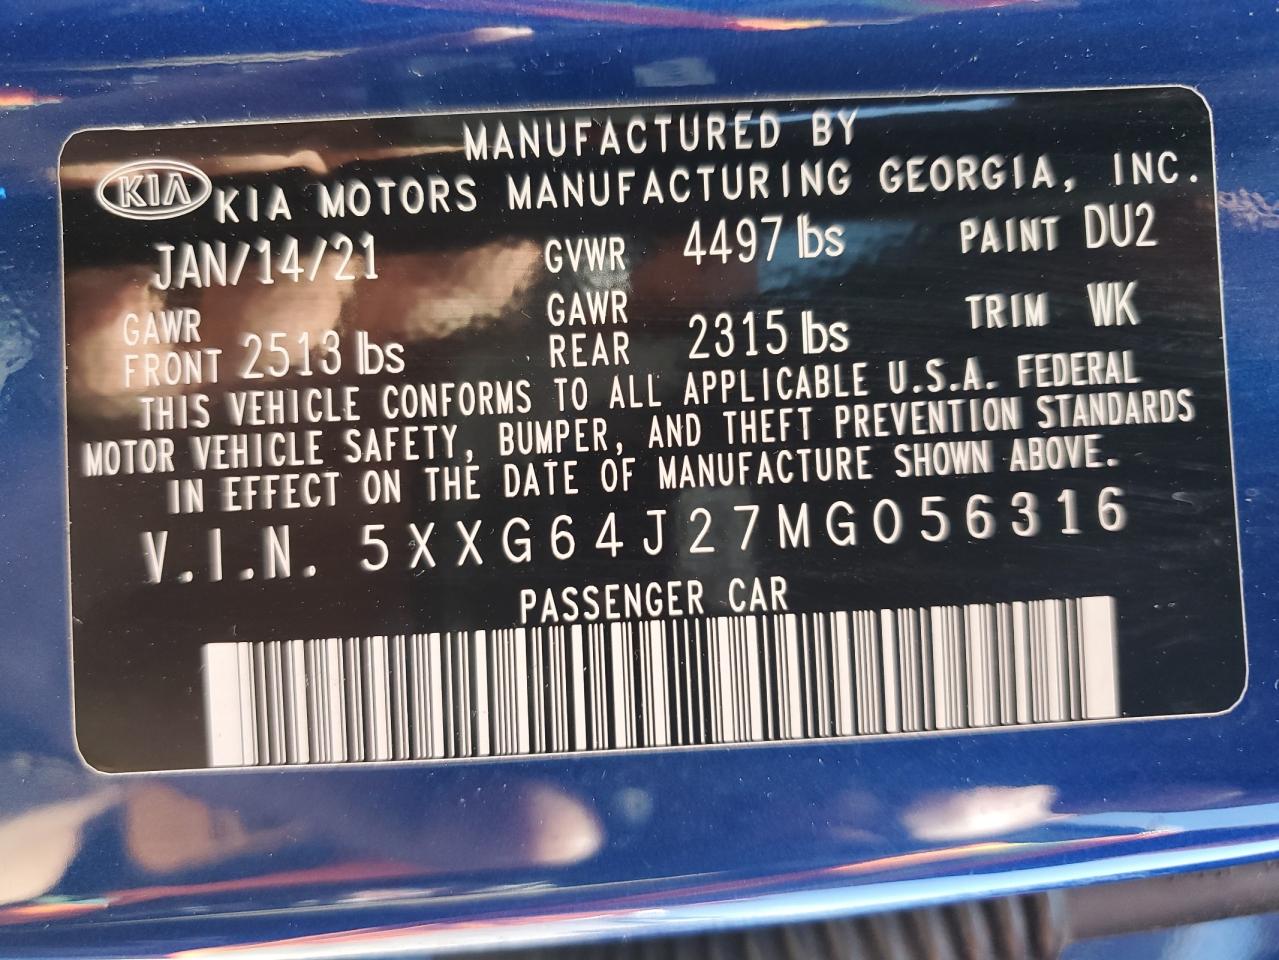 MANUFACTURED BY
KIA KIA MOTORS MANUFACTURING GEORGIA, INC.
JAN/14/21 GVWR 4497 lbs PAINT DU2
GAWR FRONT 2513 lbs GAWR REAR 2315 lbs TRIM WK
THIS VEHICLE CONFORMS TO ALL APPLICABLE U.S.A. FEDERAL
MOTOR VEHICLE SAFETY, BUMPER, AND THEFT PREVENTION STANDARDS
IN EFFECT ON THE DATE OF MANUFACTURE SHOWN ABOVE.
V.I.N. 5XXG64J27MG056316
PASSENGER CAR